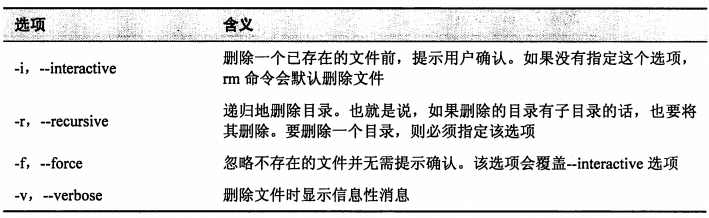 选项 含义
-i，--interactive 删除一个已存在的文件前，提示用户确认。如果没有指定这个选项，
rm 命令会默认删除文件
-r，--recursive 递归地删除目录。也就是说，如果删除的目录有子目录的话，也要将
其删除。要删除一个目录，则必须指定该选项
-f，--force 忽略不存在的文件并无需提示确认。该选项会覆盖--interactive 选项
-v，--verbose 删除文件时显示信息性消息